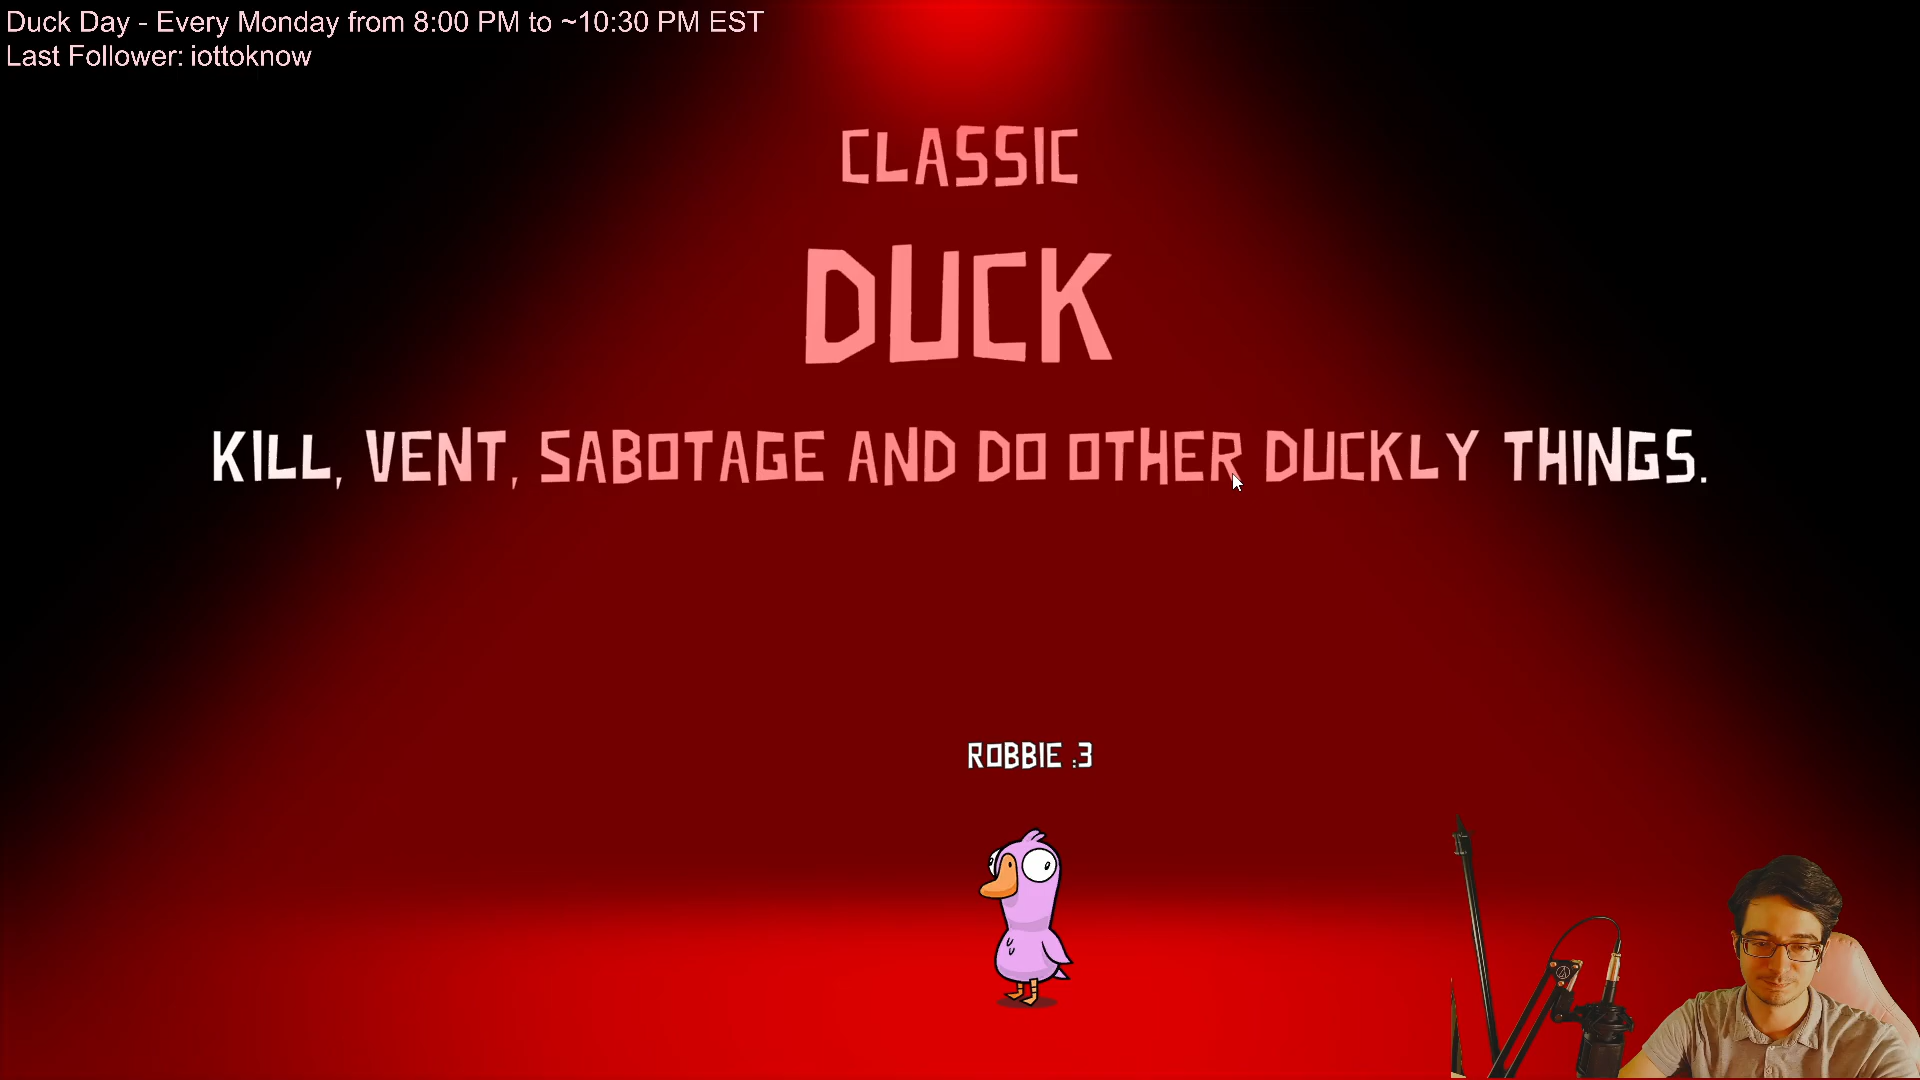 Duck Day - Every Monday from 8:00 PM to ~10:30 PM EST
Last Follower: iottoknow
CLASSIC
DUCK
KILL, VENT, SABOTAGE AND DO OTHER DUCKLY THINGS.
ROBBIE :3